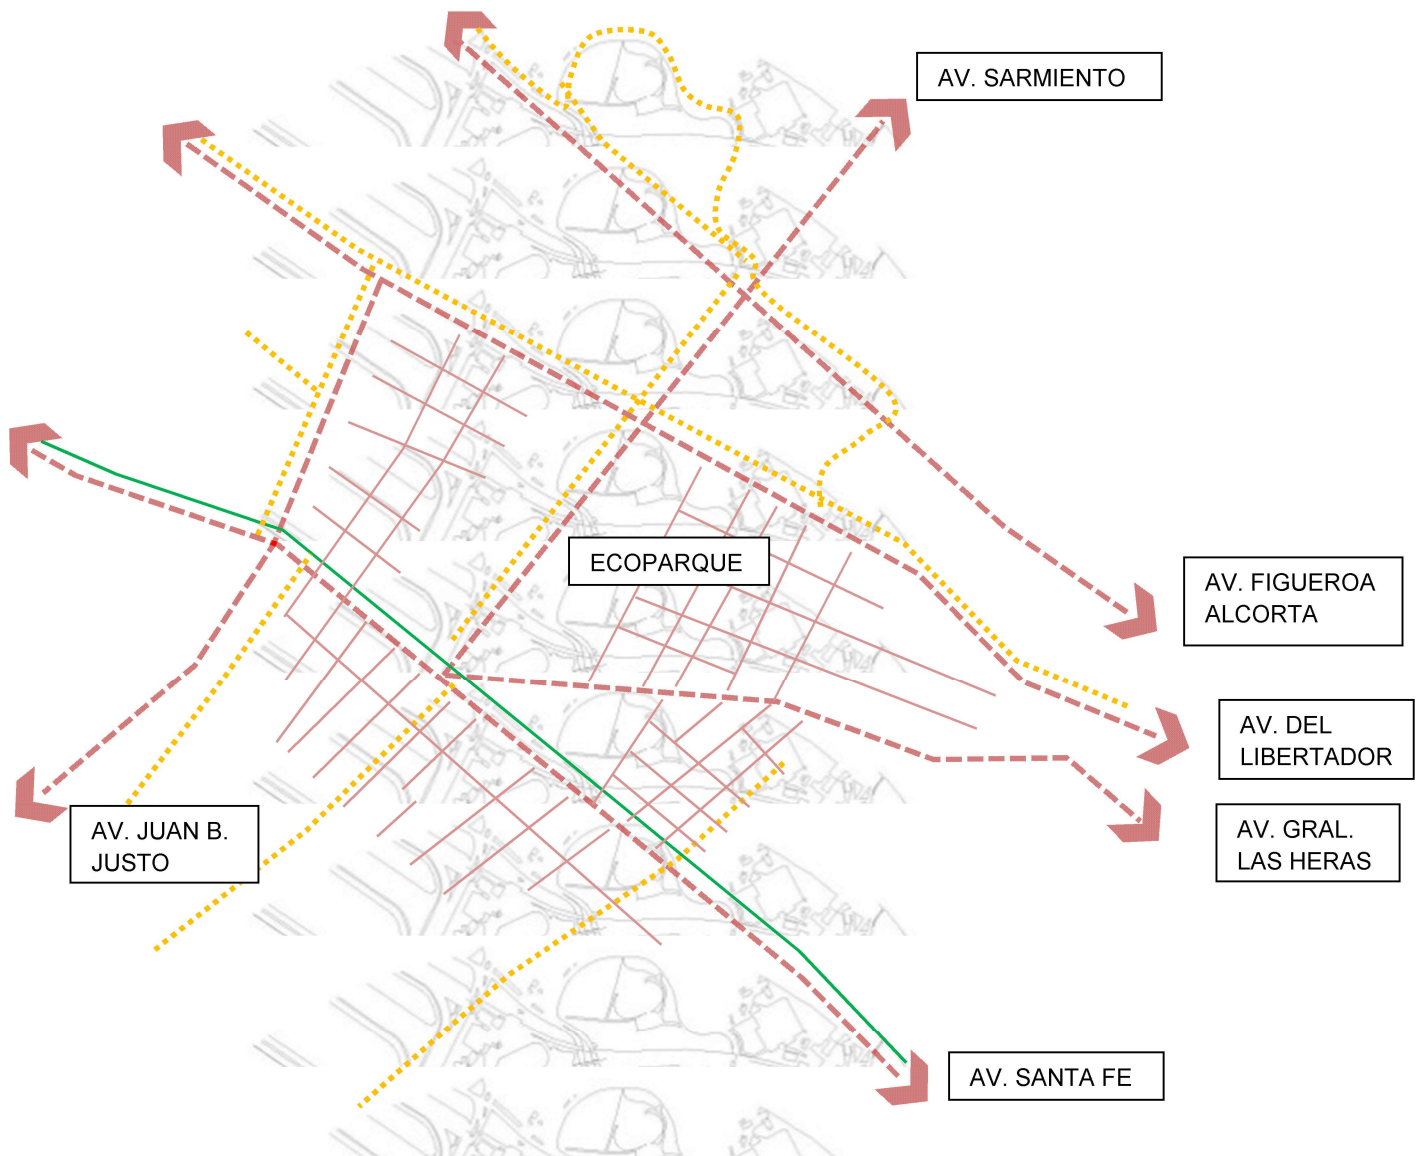 AV. SARMIENTO
ECOPARQUE
AV. FIGUEROA
ALCORTA
AV. DEL
LIBERTADOR
AV. JUAN B.
JUSTO
AV. GRAL.
LAS HERAS
AV. SANTA FE